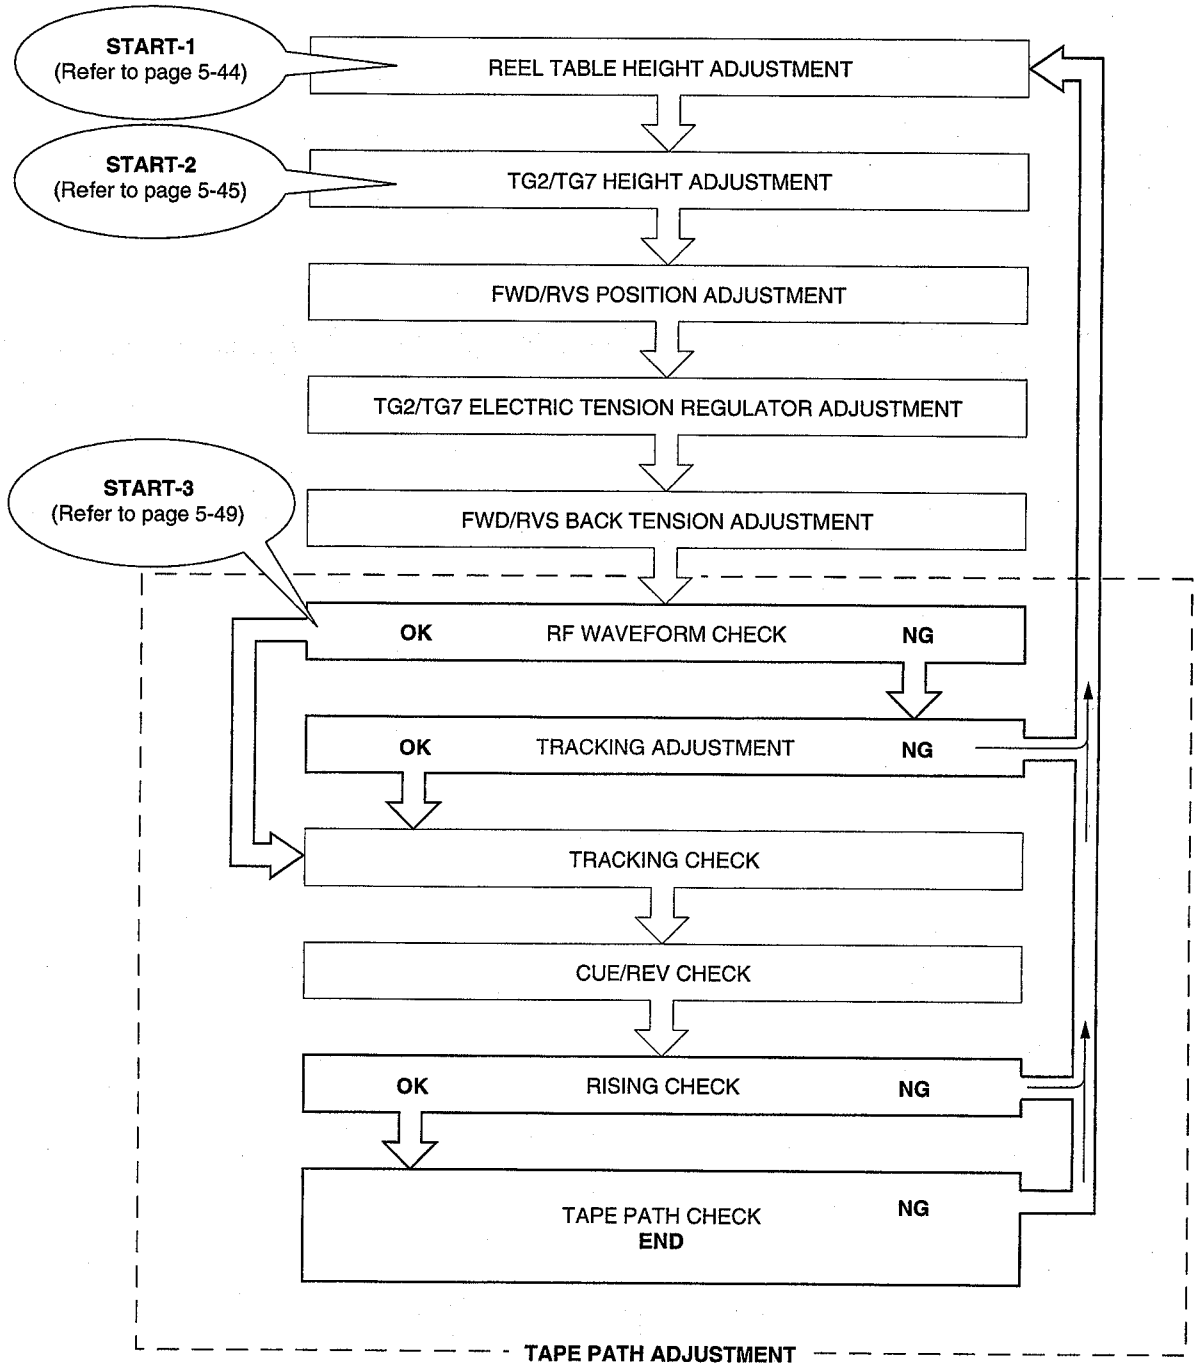 START-1
(Refer to page 5-44)
REEL TABLE HEIGHT ADJUSTMENT
START-2
(Refer to page 5-45)
TG2/TG7 HEIGHT ADJUSTMENT
FWD/RVS POSITION ADJUSTMENT
TG2/TG7 ELECTRIC TENSION REGULATOR ADJUSTMENT
START-3
(Refer to page 5-49)
FWD/RVS BACK TENSION ADJUSTMENT
OK RF WAVEFORM CHECK NG
OK TRACKING ADJUSTMENT NG
TRACKING CHECK
CUE/REV CHECK
OK RISING CHECK NG
NG
TAPE PATH CHECK
END
TAPE PATH ADJUSTMENT